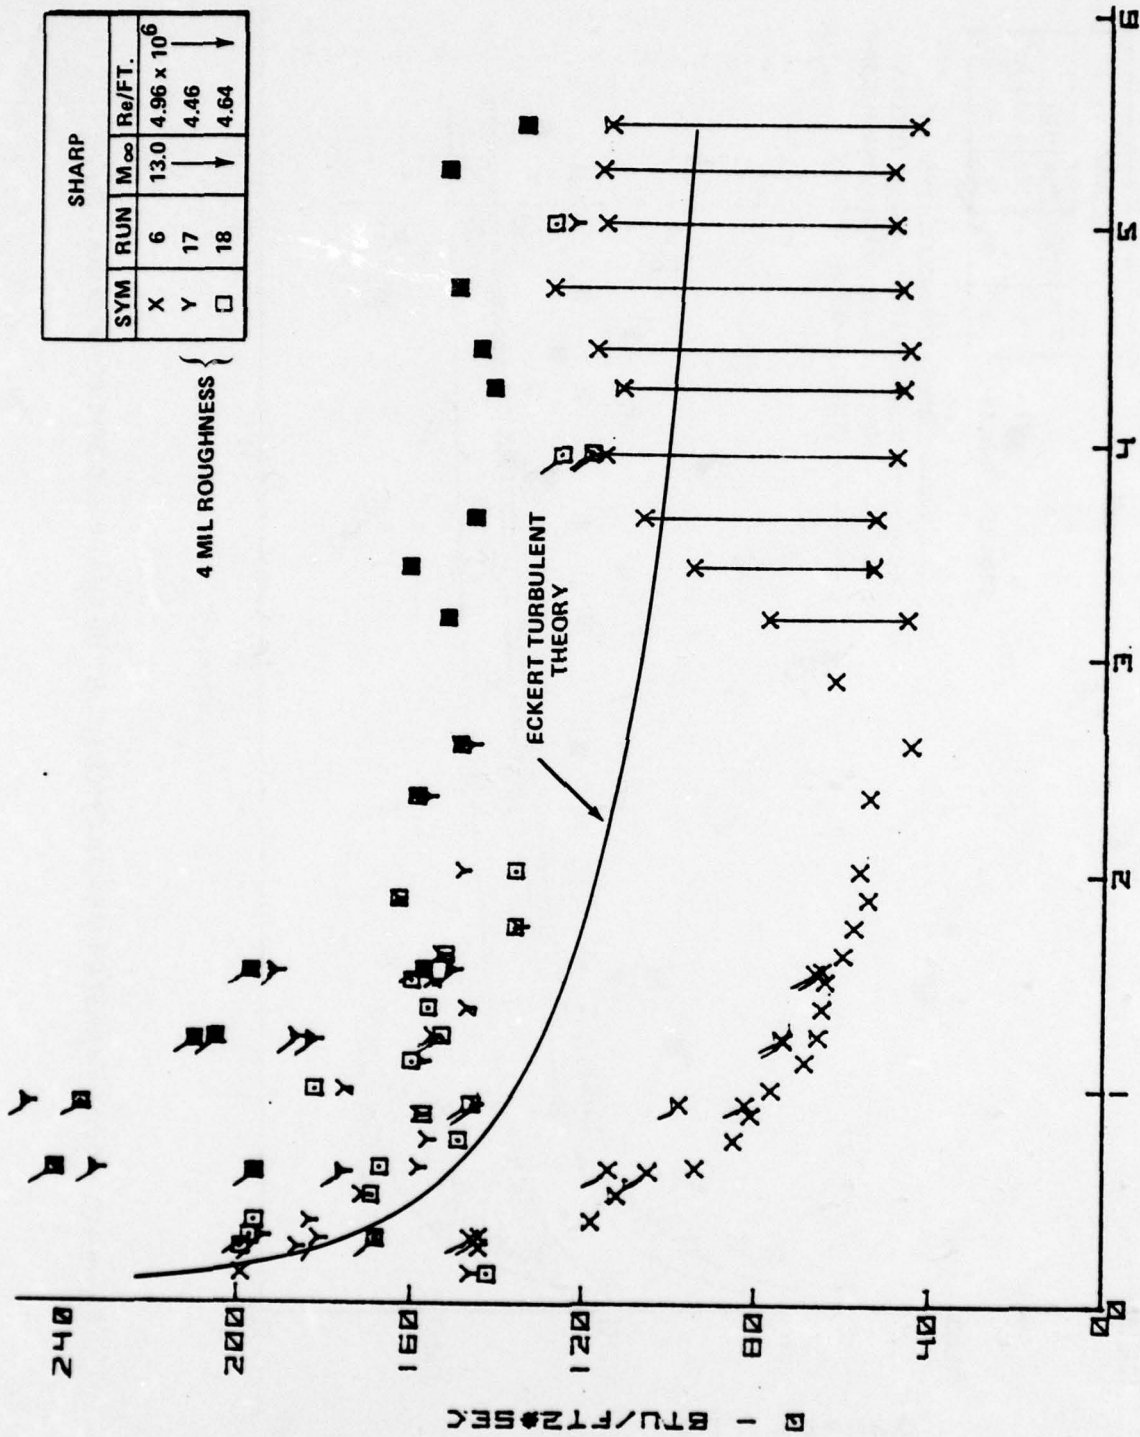 SHARP
SYM RUN M∞ Re/FT.
X 6 13.0 4.96 x 10⁶
Y 17 4.46
□ 18 4.64
4 MIL ROUGHNESS {
ECKERT TURBULENT
THEORY
Q - BTU/FT2*SEC
240
200
160
120
80
40
0
0
1
2
3
4
5
6